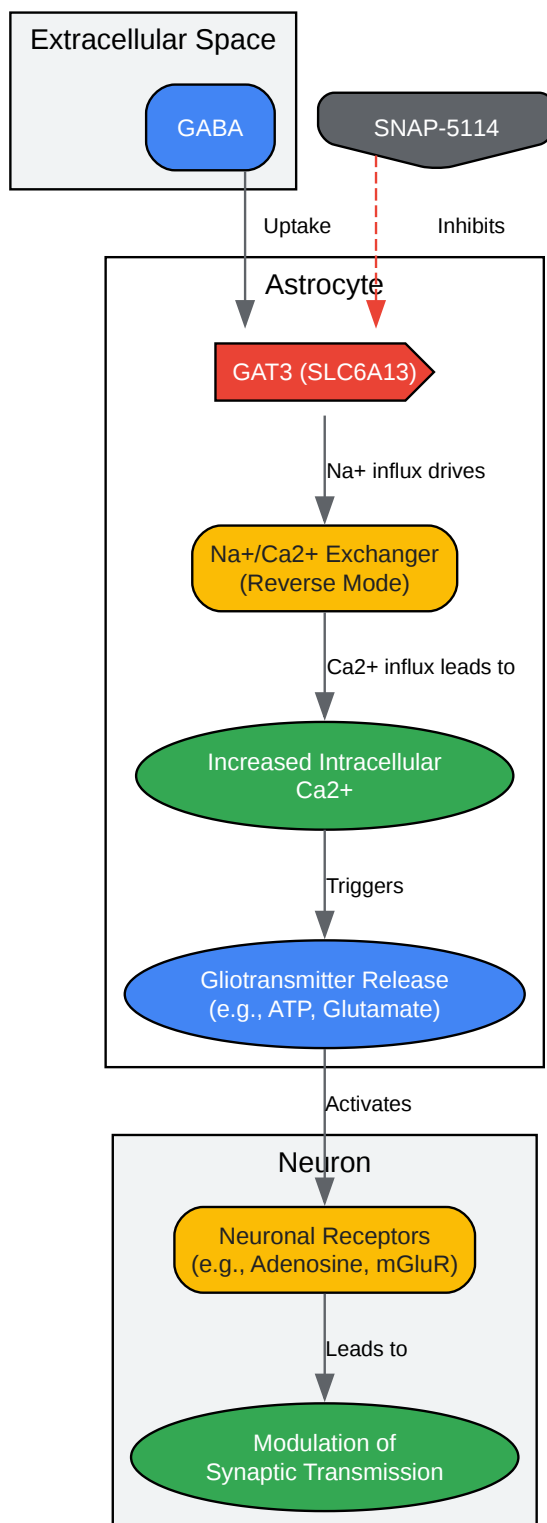 Extracellular Space
GABA
SNAP-5114
Uptake
Inhibits
Astrocyte
GAT3 (SLC6A13)
Na+ influx drives
Na+/Ca2+ Exchanger
(Reverse Mode)
Ca2+ influx leads to
Increased Intracellular
Ca2+
Triggers
Gliotransmitter Release
(e.g., ATP, Glutamate)
Activates
Neuron
Neuronal Receptors
(e.g., Adenosine, mGluR)
Leads to
Modulation of
Synaptic Transmission